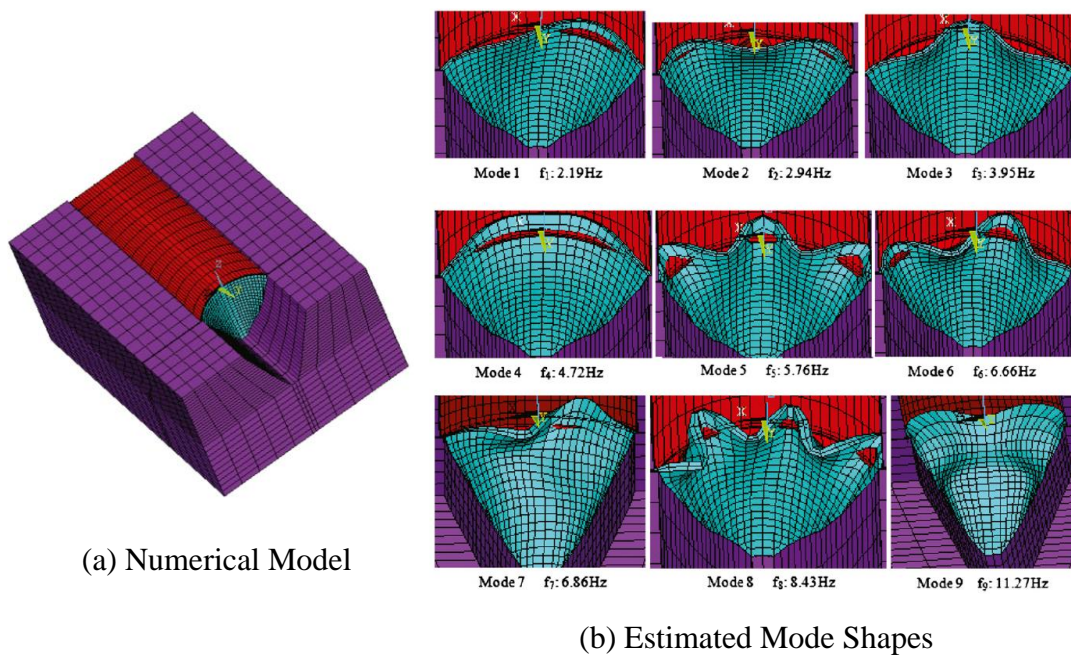 Mode 1 f1: 2.19Hz
Mode 2 f2: 2.94Hz
Mode 3 f3: 3.95Hz
Mode 4 f4: 4.72Hz
Mode 5 f5: 5.76Hz
Mode 6 f6: 6.66Hz
Mode 7 f7: 6.86Hz
Mode 8 f8: 8.43Hz
Mode 9 f9: 11.27Hz
(a) Numerical Model
(b) Estimated Mode Shapes